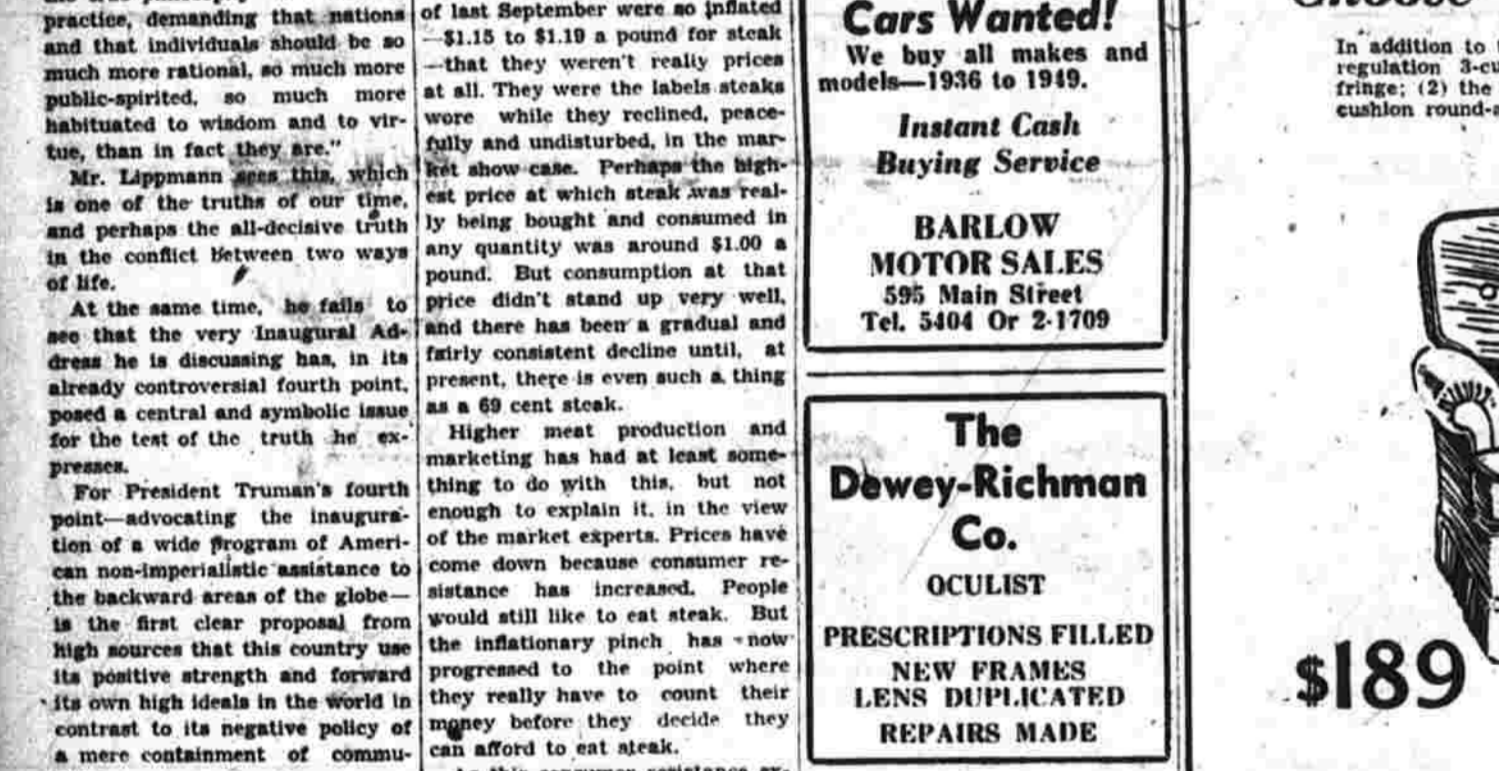 practice, demanding that nations
and that individuals should be so
much more rational, so much more
public-spirited, so much more
habituated to wisdom and to vir-
tue, than in fact they are."
Mr. Lippmann sees this, which
is one of the truths of our time,
and perhaps the all-decisive truth
in the conflict between two ways
of life.
At the same time, he fails to
see that the very Inaugural Ad-
dress he is discussing has, in its
already controversial fourth point,
posed a central and symbolic issue
for the test of the truth he ex-
presses.
For President Truman's fourth
point—advocating the inaugura-
tion of a wide program of Ameri-
can non-imperialistic assistance to
the backward areas of the globe—
is the first clear proposal from
high sources that this country use
its positive strength and forward
its own high ideals in the world in
contrast to its negative policy of
a mere containment of commu-
of last September were so inflated
—$1.15 to $1.19 a pound for steak
—that they weren't really prices
at all. They were the labels steaks
wore while they reclined, peace-
fully and undisturbed, in the mar-
ket show case. Perhaps the high-
est price at which steak was real-
ly being bought and consumed in
any quantity was around $1.00 a
pound. But consumption at that
price didn't stand up very well,
and there has been a gradual and
fairly consistent decline until, at
present, there is even such a thing
as a 69 cent steak.
Higher meat production and
marketing has had at least some-
thing to do with this, but not
enough to explain it, in the view
of the market experts. Prices have
come down because consumer re-
sistance has increased. People
would still like to eat steak. But
the inflationary pinch has now
progressed to the point where
they really have to count their
money before they decide they
can afford to eat steak.
Cars Wanted!
We buy all makes and
models—1936 to 1949.
Instant Cash
Buying Service
BARLOW
MOTOR SALES
595 Main Street
Tel. 5404 Or 2-1709
The
Dewey-Richman
Co.
OCULIST
PRESCRIPTIONS FILLED
NEW FRAMES
LENS DUPLICATED
REPAIRS MADE
In addition to
regulation 3-cu
fringe; (2) the
cushion round-a
$189